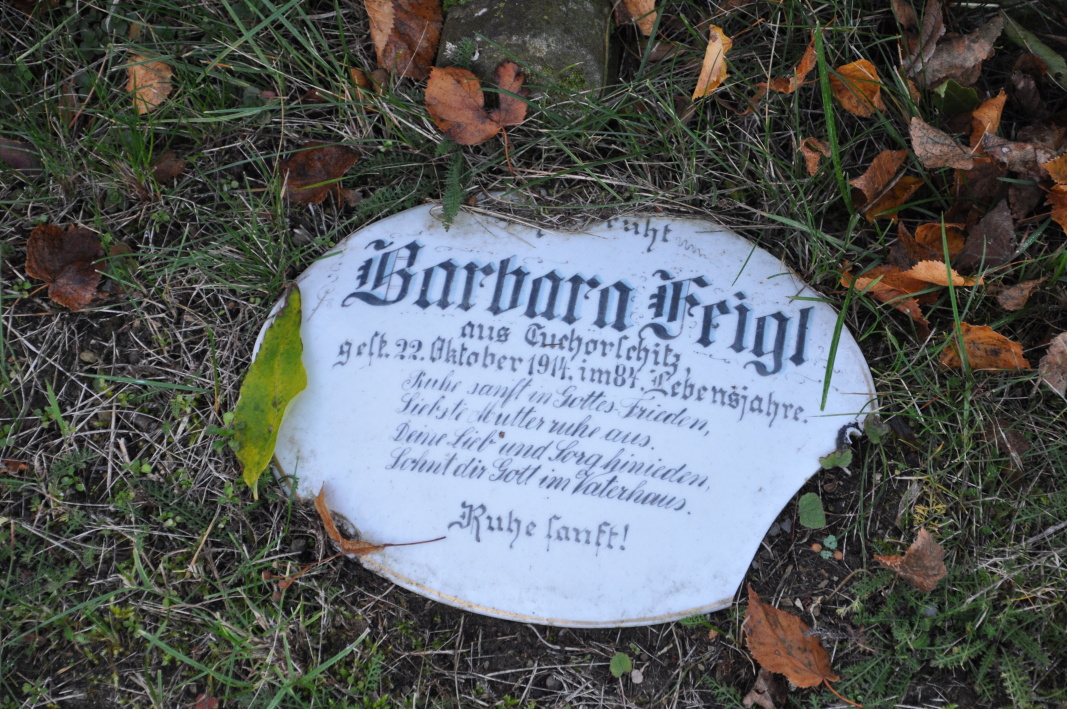 ruht
Barbara Feigl
aus Tuchorschitz,
gest. 22. Oktober 1914. im 84. Lebensjahre.
Ruhe sanft in Gottes Frieden,
Liebste Mutter ruhe aus.
Deine Lieb' und Sorg hinieden,
Lohnt dir Gott im Vaterhaus.
Ruhe sanft!